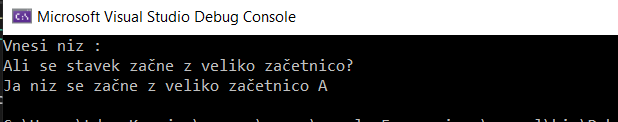 Microsoft Visual Studio Debug Console
Vnesi niz :
Ali se stavek začne z veliko začetnico?
Ja niz se začne z veliko začetnico A